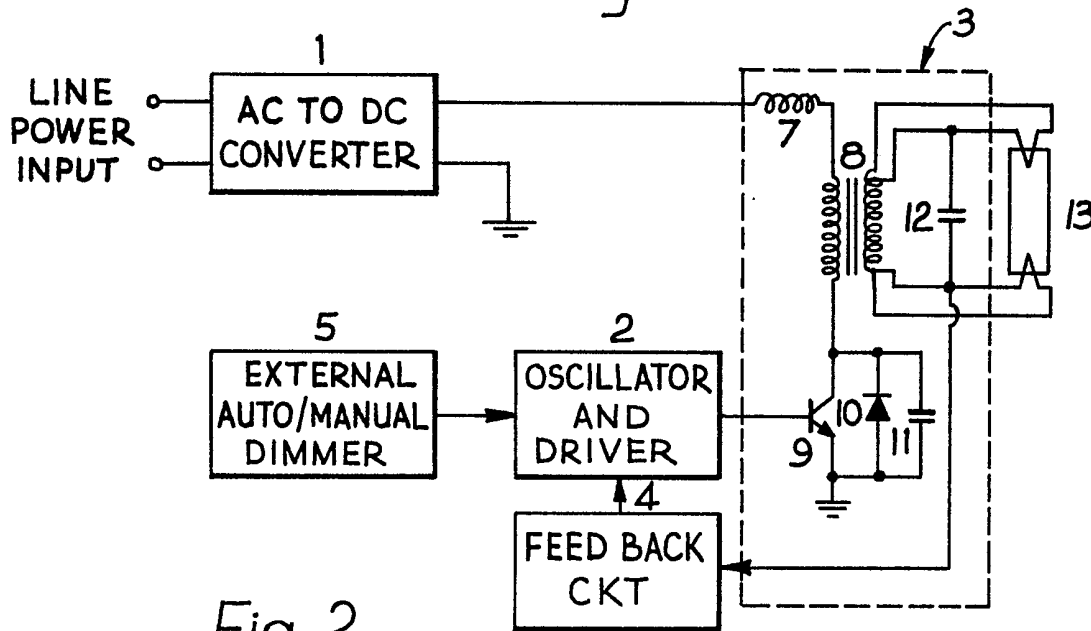 3
1
LINE
POWER
INPUT
AC TO DC
CONVERTER
7
8
12
13
5
2
EXTERNAL
AUTO/MANUAL
DIMMER
OSCILLATOR
AND
DRIVER
9
10
11
4
FEED BACK
CKT
Fig. 2